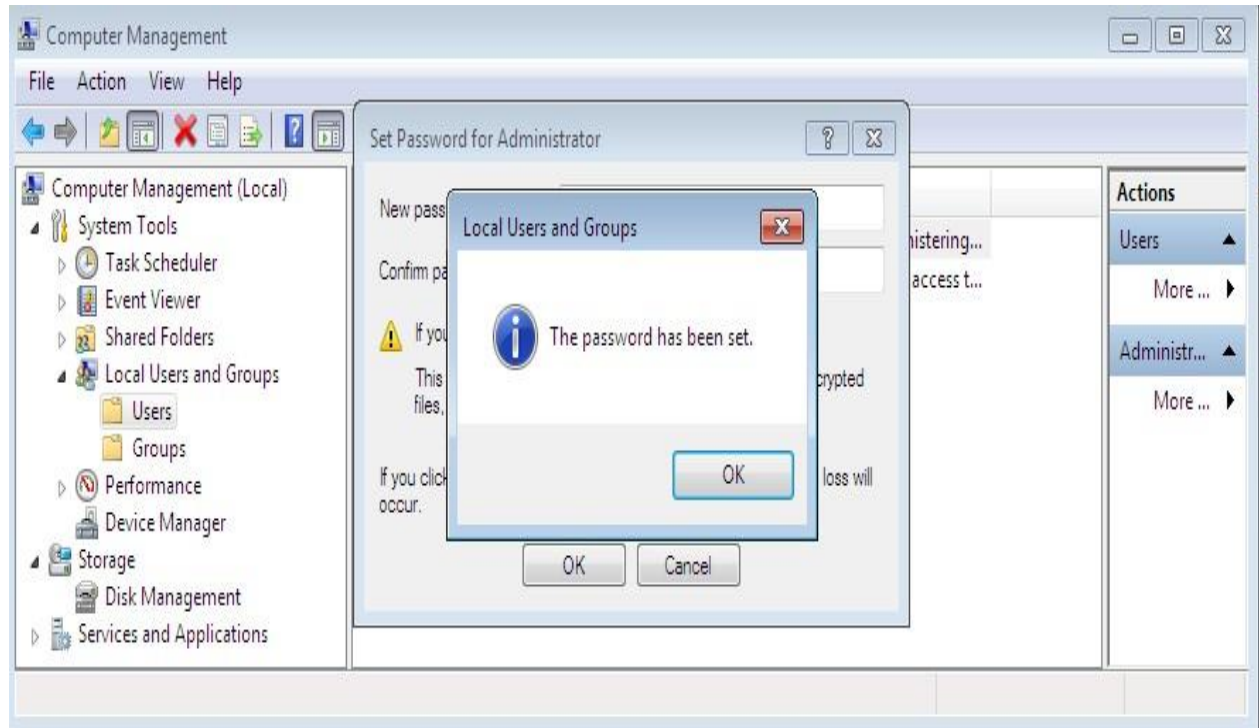 Computer Management
File Action View Help
Computer Management (Local)
System Tools
Task Scheduler
Event Viewer
Shared Folders
Local Users and Groups
Users
Groups
Performance
Device Manager
Storage
Disk Management
Services and Applications
Set Password for Administrator
New pass
Confirm pa
If you
This
crypted
files,
If you click
loss will
occur.
OK Cancel
Local Users and Groups
The password has been set.
OK
nistering...
access t...
Actions
Users
More ...
Administr...
More ...